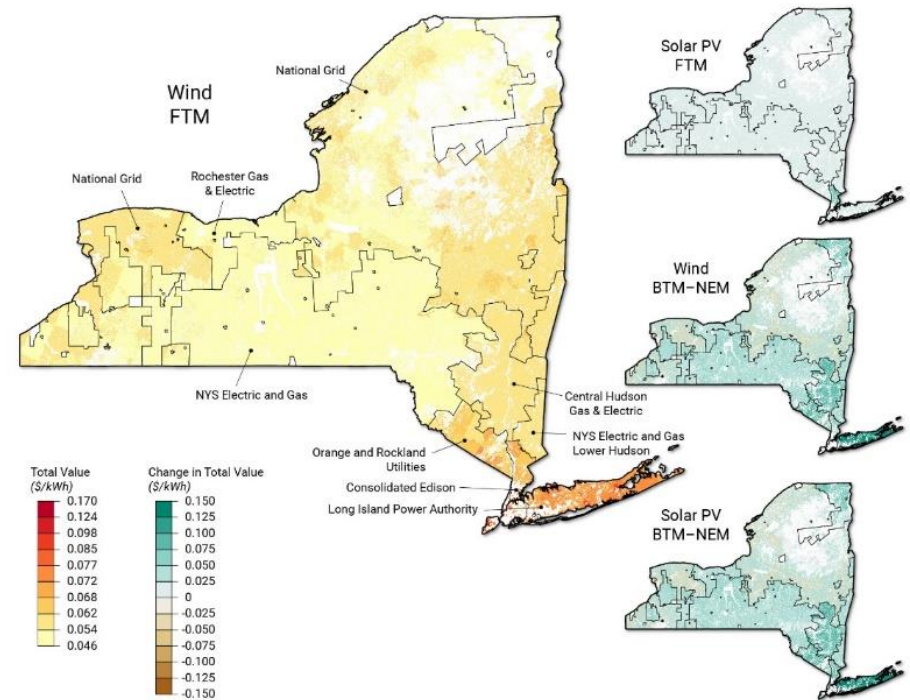 Wind
FTM
National Grid
National Grid
Rochester Gas
& Electric
NYS Electric and Gas
Central Hudson
Gas & Electric
NYS Electric and Gas
Lower Hudson
Orange and Rockland
Utilities
Consolidated Edison
Long Island Power Authority
Solar PV
FTM
Wind
BTM–NEM
Solar PV
BTM–NEM
Total Value
($/kWh)
0.170
0.124
0.098
0.085
0.077
0.072
0.068
0.062
0.054
0.046
Change in Total Value
($/kWh)
0.150
0.125
0.100
0.075
0.050
0.025
0
-0.025
-0.050
-0.075
-0.100
-0.125
-0.150